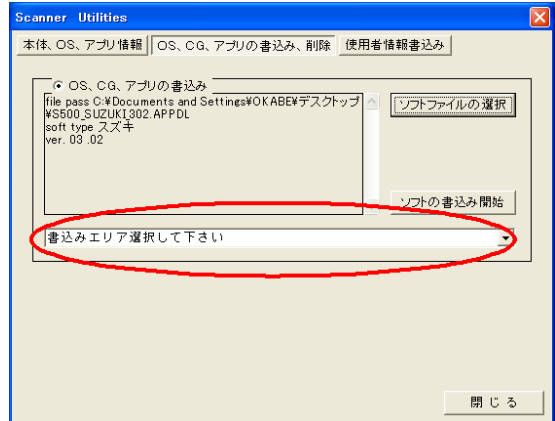 Scanner Utilities
本体、OS、アプリ情報 OS、CG、アプリの書込み、削除 使用者情報書込み
OS、CG、アプリの書込み
file pass C:¥Documents and Settings¥OKABE¥デスクトップ
¥S500_SUZUKI_302.APPDL
soft type スズキ
ver. 03 .02
ソフトファイルの選択
ソフトの書込み開始
書込みエリア選択して下さい
閉じる